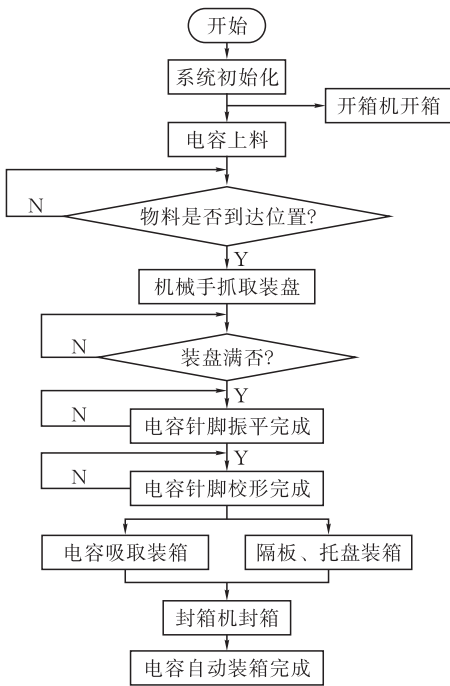 开始
系统初始化
开箱机开箱
电容上料
N
物料是否到达位置?
Y
机械手抓取装盘
N
装盘满否?
Y
N
电容针脚振平完成
Y
N
电容针脚校形完成
电容吸取装箱
隔板、托盘装箱
封箱机封箱
电容自动装箱完成